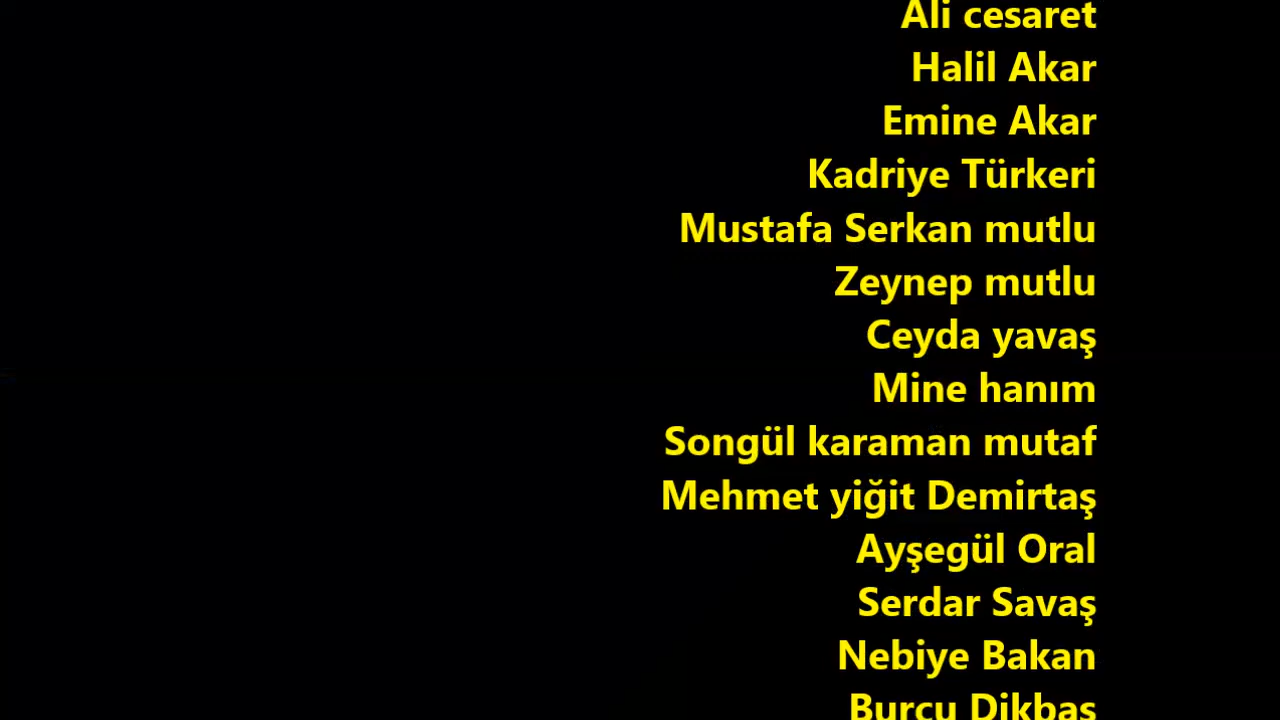 Ali cesaret
Halil Akar
Emine Akar
Kadriye Türkeri
Mustafa Serkan mutlu
Zeynep mutlu
Ceyda yavaş
Mine hanım
Songül karaman mutaf
Mehmet yiğit Demirtaş
Ayşegül Oral
Serdar Savaş
Nebiye Bakan
Burcu Dikbaş